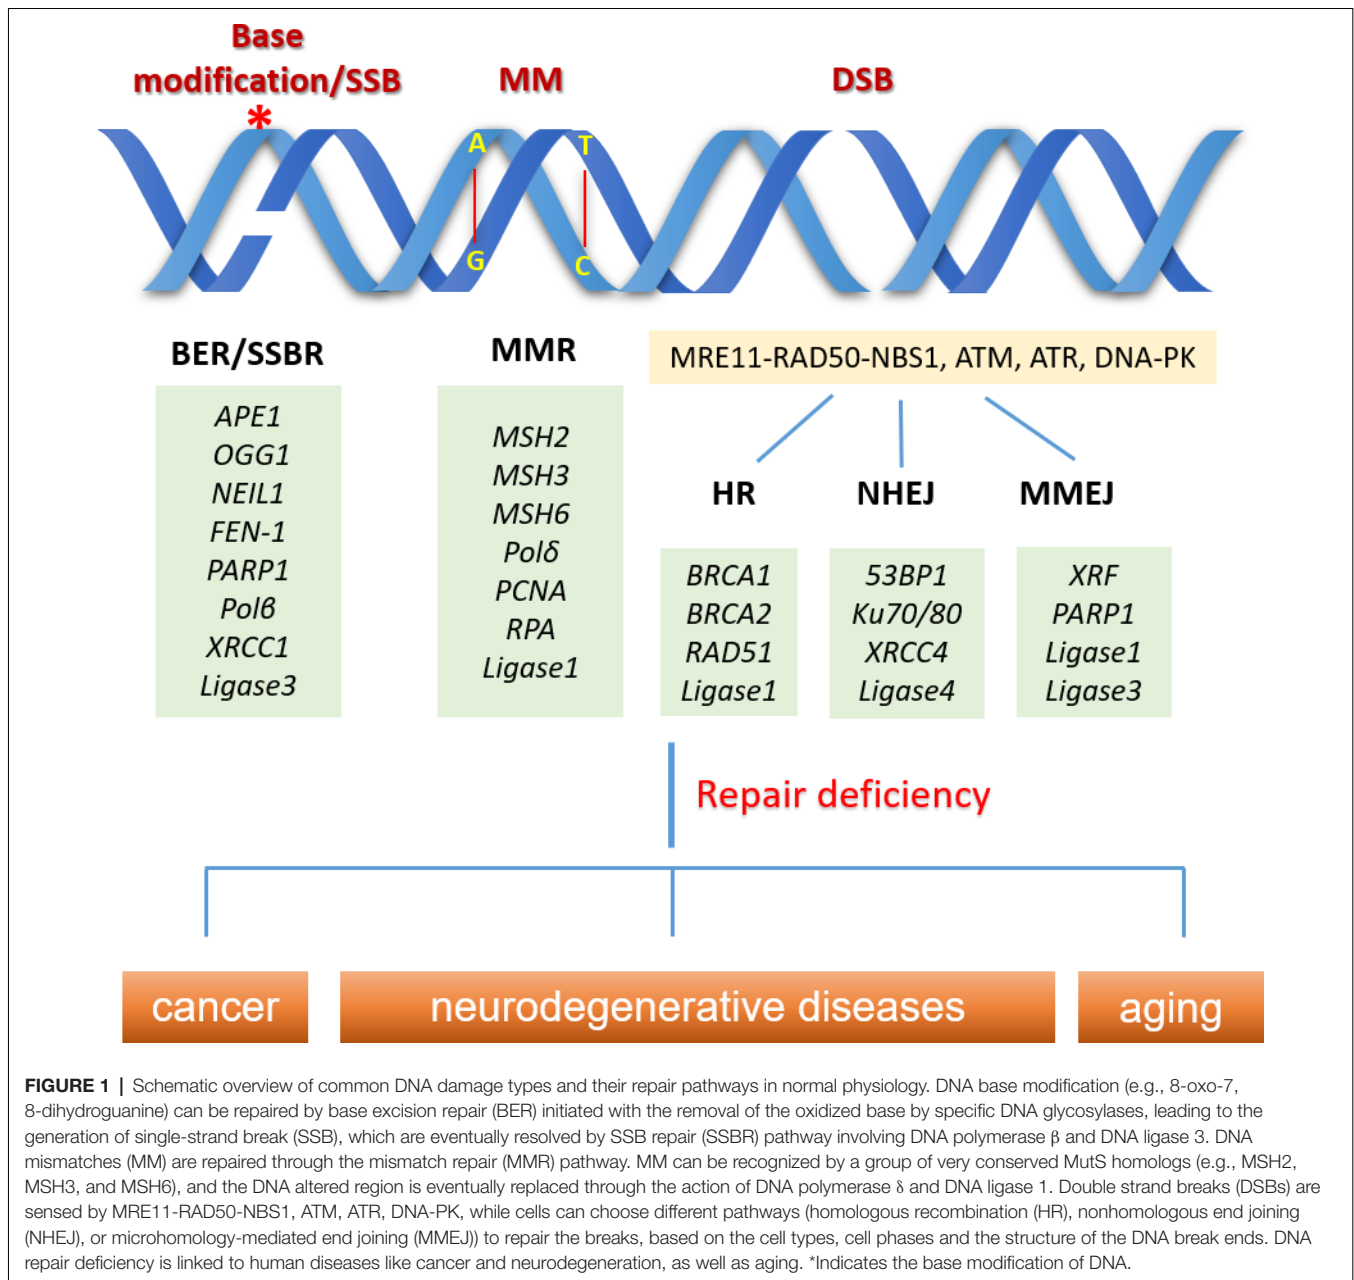 Base
modification/SSB
MM
DSB
*
A
T
G
C
BER/SSBR
APE1
OGG1
NEIL1
FEN-1
PARP1
Polβ
XRCC1
Ligase3
MMR
MSH2
MSH3
MSH6
Polδ
PCNA
RPA
Ligase1
MRE11-RAD50-NBS1, ATM, ATR, DNA-PK
HR
BRCA1
BRCA2
RAD51
Ligase1
NHEJ
53BP1
Ku70/80
XRCC4
Ligase4
MMEJ
XRF
PARP1
Ligase1
Ligase3
Repair deficiency
cancer
neurodegenerative diseases
aging
FIGURE 1 | Schematic overview of common DNA damage types and their repair pathways in normal physiology. DNA base modification (e.g., 8-oxo-7,
8-dihydroguanine) can be repaired by base excision repair (BER) initiated with the removal of the oxidized base by specific DNA glycosylases, leading to the
generation of single-strand break (SSB), which are eventually resolved by SSB repair (SSBR) pathway involving DNA polymerase β and DNA ligase 3. DNA
mismatches (MM) are repaired through the mismatch repair (MMR) pathway. MM can be recognized by a group of very conserved MutS homologs (e.g., MSH2,
MSH3, and MSH6), and the DNA altered region is eventually replaced through the action of DNA polymerase δ and DNA ligase 1. Double strand breaks (DSBs) are
sensed by MRE11-RAD50-NBS1, ATM, ATR, DNA-PK, while cells can choose different pathways (homologous recombination (HR), nonhomologous end joining
(NHEJ), or microhomology-mediated end joining (MMEJ)) to repair the breaks, based on the cell types, cell phases and the structure of the DNA break ends. DNA
repair deficiency is linked to human diseases like cancer and neurodegeneration, as well as aging. *Indicates the base modification of DNA.